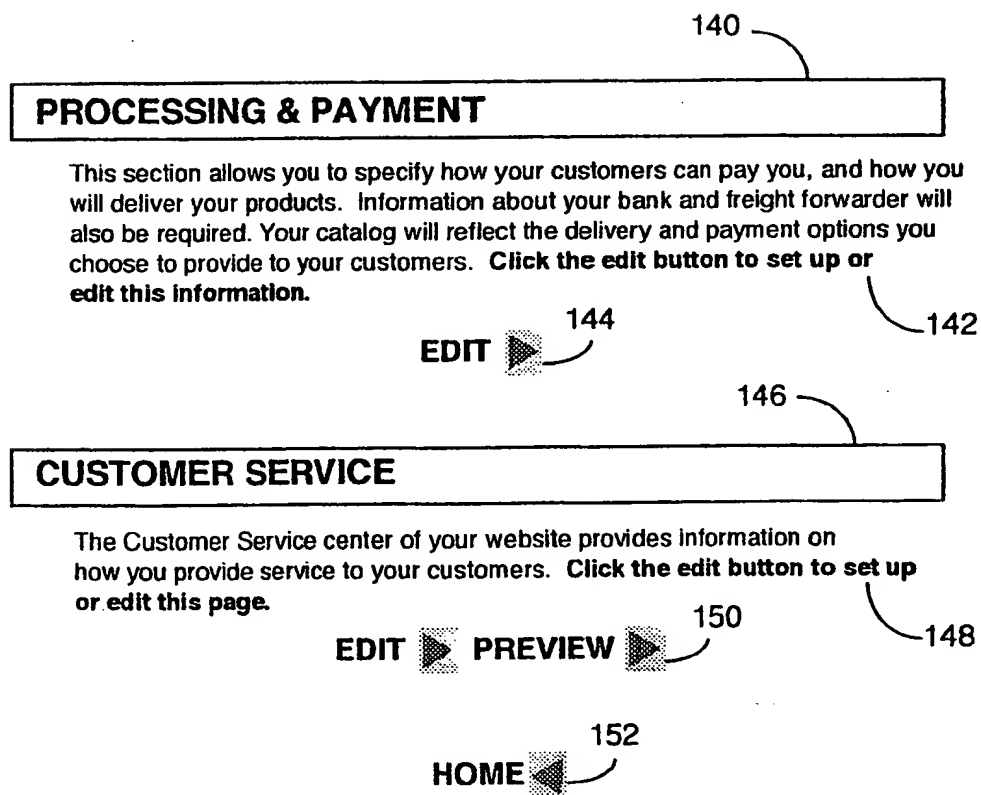 140
PROCESSING & PAYMENT
This section allows you to specify how your customers can pay you, and how you
will deliver your products. Information about your bank and freight forwarder will
also be required. Your catalog will reflect the delivery and payment options you
choose to provide to your customers. Click the edit button to set up or
edit this information.
142
144
EDIT
146
CUSTOMER SERVICE
The Customer Service center of your website provides information on
how you provide service to your customers. Click the edit button to set up
or edit this page.
148
150
EDIT PREVIEW
152
HOME